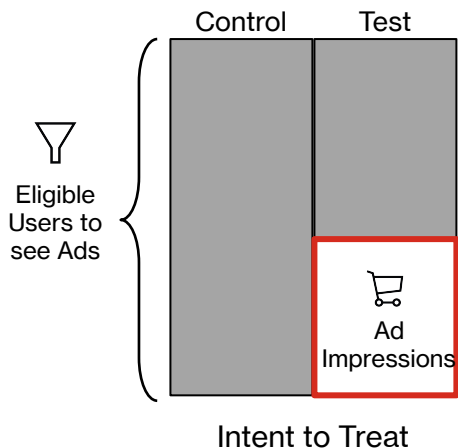 Control
Test
Eligible
Users to
see Ads
Ad
Impressions
Intent to Treat